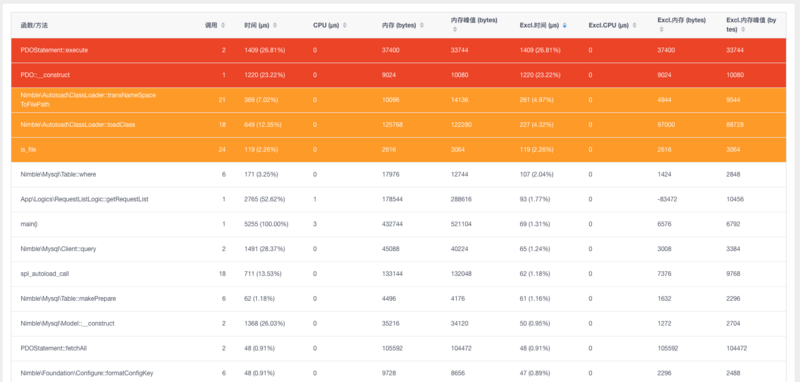 函数/方法 调用 时间 (μs) CPU (μs) 内存 (bytes) 内存峰值 (bytes) Excl.时间 (μs) Excl.CPU (μs) Excl.内存 (bytes) Excl.内存峰值 (by
tes)
PDOStatement::execute 2 1409 (26.81%) 0 37400 33744 1409 (26.81%) 0 37400 33744
PDO::__construct 1 1220 (23.22%) 0 9024 10080 1220 (23.22%) 0 9024 10080
Nimble\Autoload\ClassLoader::transNameSpace
ToFilePath 21 369 (7.02%) 0 10096 14136 261 (4.97%) 0 4944 9544
Nimble\Autoload\ClassLoader::loadClass 18 649 (12.35%) 0 125768 122280 227 (4.32%) 0 97000 88728
is_file 24 119 (2.26%) 0 2616 3064 119 (2.26%) 0 2616 3064
Nimble\Mysql\Table::where 6 171 (3.25%) 0 17976 12744 107 (2.04%) 0 1424 2848
App\Logics\RequestListLogic::getRequestList 1 2765 (52.62%) 1 178544 288616 93 (1.77%) 0 -83472 10456
main() 1 5255 (100.00%) 3 432744 521104 69 (1.31%) 0 6576 6792
Nimble\Mysql\Client::query 2 1491 (28.37%) 0 45088 40224 65 (1.24%) 0 3008 3384
spl_autoload_call 18 711 (13.53%) 0 133144 132048 62 (1.18%) 0 7376 9768
Nimble\Mysql\Table::makePrepare 6 62 (1.18%) 0 4496 4176 61 (1.16%) 0 1632 2296
Nimble\Mysql\Model::__construct 2 1368 (26.03%) 0 35216 34120 50 (0.95%) 0 1272 2704
PDOStatement::fetchAll 2 48 (0.91%) 0 105592 104472 48 (0.91%) 0 105592 104472
Nimble\Foundation\Configure::formatConfigKey 6 48 (0.91%) 0 9728 8656 47 (0.89%) 0 2296 2488